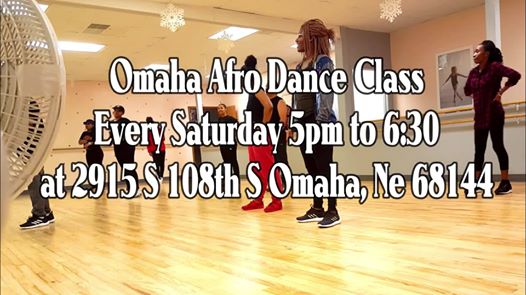 Omaha Afro Dance Class
Every Saturday 5pm to 6:30
at 2915 S 108th S Omaha, Ne 68144